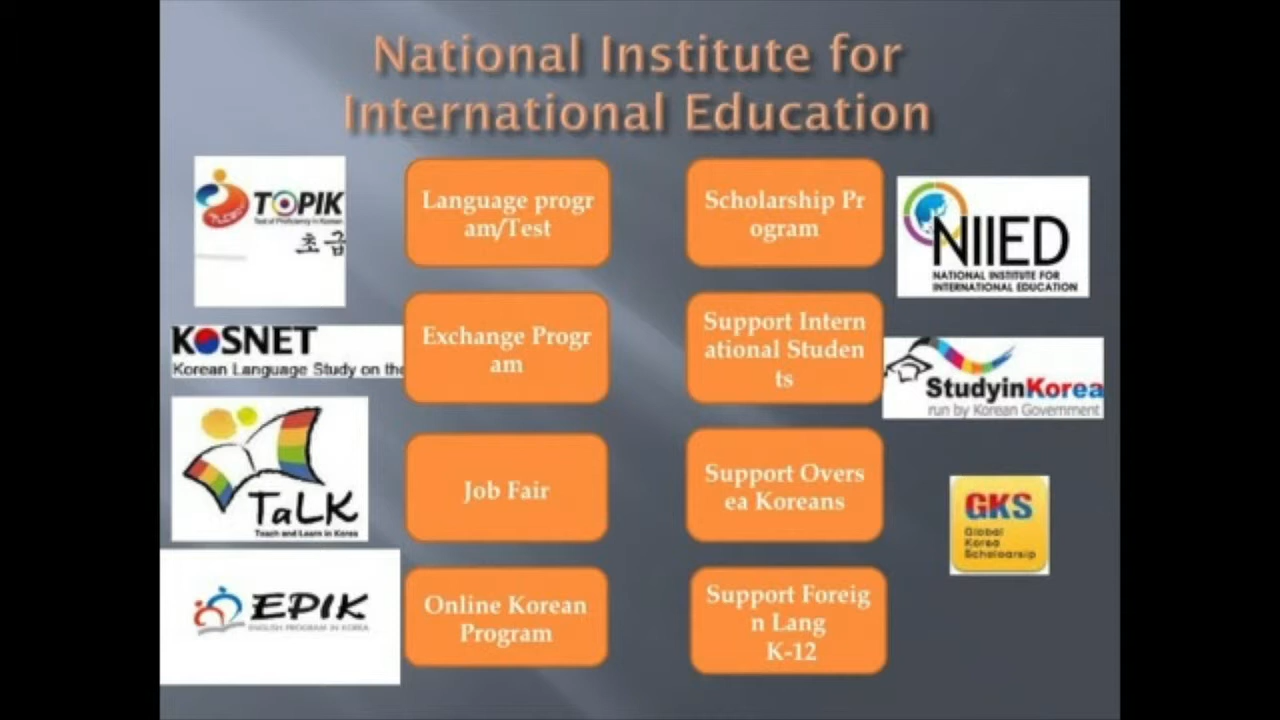 National Institute for
International Education
TOPIK
Test of Proficiency in Korean
초급
Language progr
am/Test
Scholarship Pr
ogram
NIIED
NATIONAL INSTITUTE FOR
INTERNATIONAL EDUCATION
KOSNET
Korean Language Study on the
Exchange Progr
am
Support Intern
ational Studen
ts
StudyinKorea
run by Korean Government
TaLK
Teach and Learn in Korea
Job Fair
Support Overs
ea Koreans
GKS
Global
Korea
Scholarship
EPIK
ENGLISH PROGRAM IN KOREA
Online Korean
Program
Support Foreig
n Lang
K-12